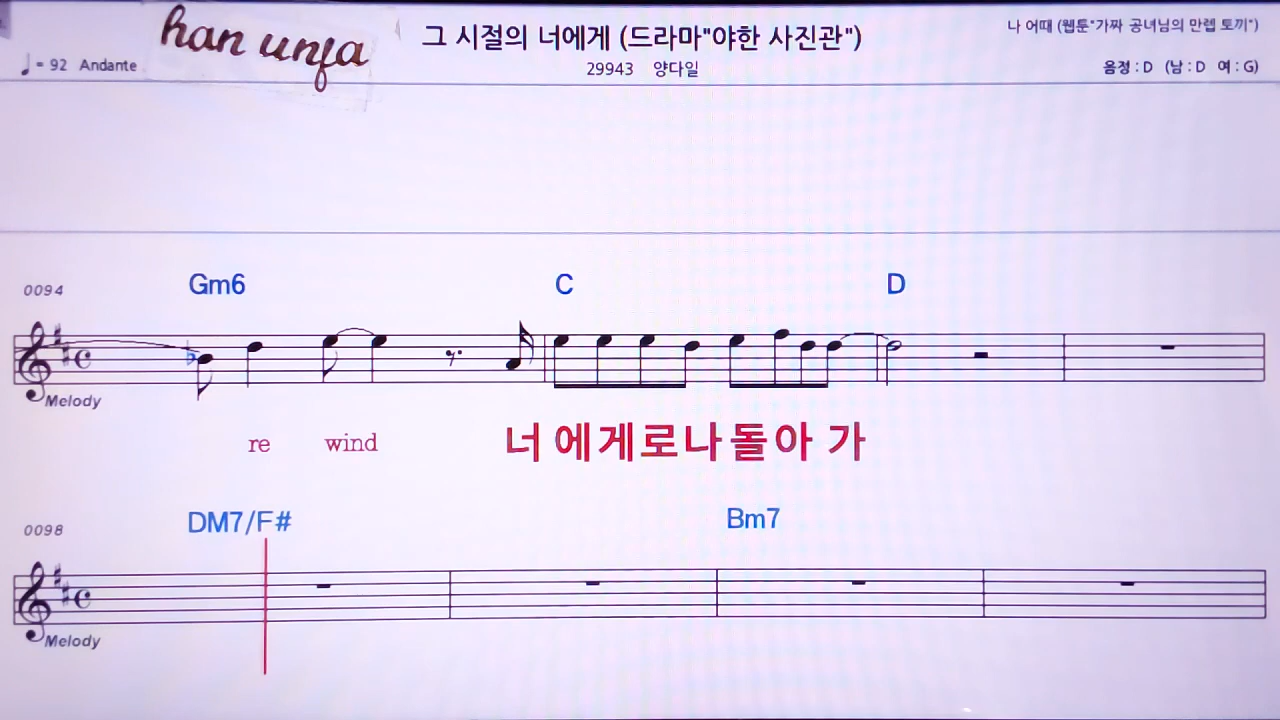 han unfa
그 시절의 너에게 (드라마"야한 사진관")
나 어때 (웹툰"가짜 공녀님의 만렙 토끼")
♩= 92 Andante
29943 양다일
음정 : D (남 : D 여 : G)
0094 Gm6 C D
Melody
re wind 너 에게로나 돌아 가
0098 DM7/F# Bm7
Melody